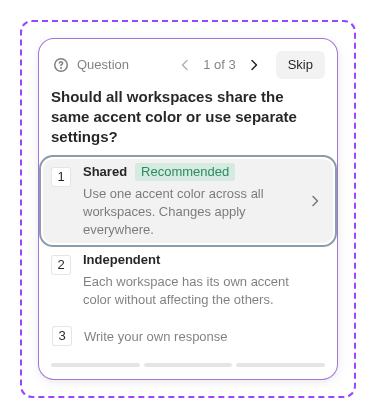 Question 1 of 3 Skip
Should all workspaces share the
same accent color or use separate
settings?
1 Shared Recommended
Use one accent color across all
workspaces. Changes apply
everywhere.
2 Independent
Each workspace has its own accent
color without affecting the others.
3 Write your own response